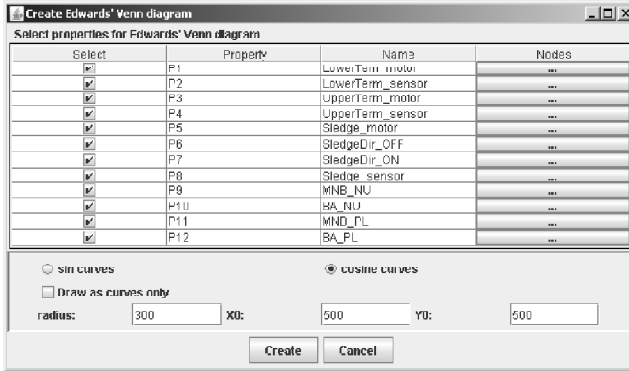 Create Edwards' Venn diagram
Select properties for Edwards' Venn diagram
Select Property Name Nodes
P1 LowerTerm_motor ...
P2 LowerTerm_sensor ...
P3 UpperTerm_motor ...
P4 UpperTerm_sensor ...
P5 Sledge_motor ...
P6 SledgeDir_OFF ...
P7 SledgeDir_ON ...
P8 Sledge_sensor ...
P9 MNB_NU ...
P10 BA_NU ...
P11 MND_PL ...
P12 BA_PL ...
sin curves cosine curves
Draw as curves only
radius: 300 X0: 500 Y0: 500
Create Cancel